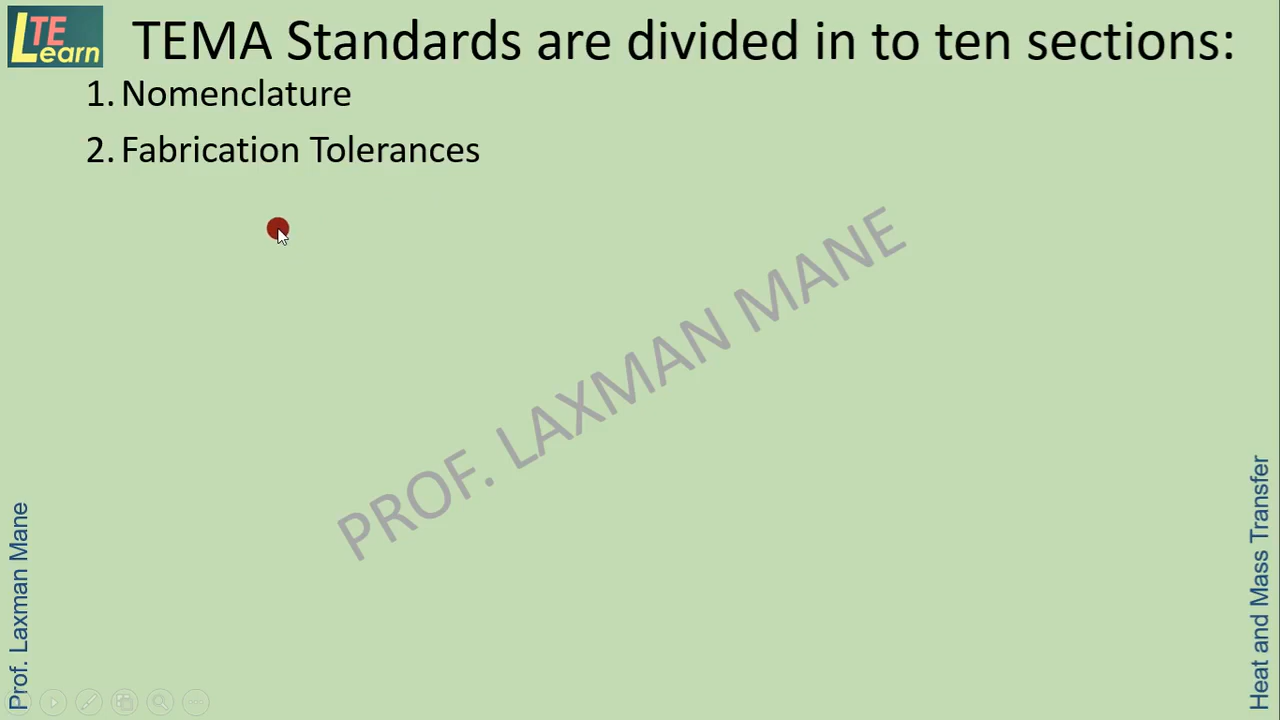 LTE
Learn
TEMA Standards are divided in to ten sections:
1. Nomenclature
2. Fabrication Tolerances
PROF. LAXMAN MANE
Prof. Laxman Mane
Heat and Mass Transfer